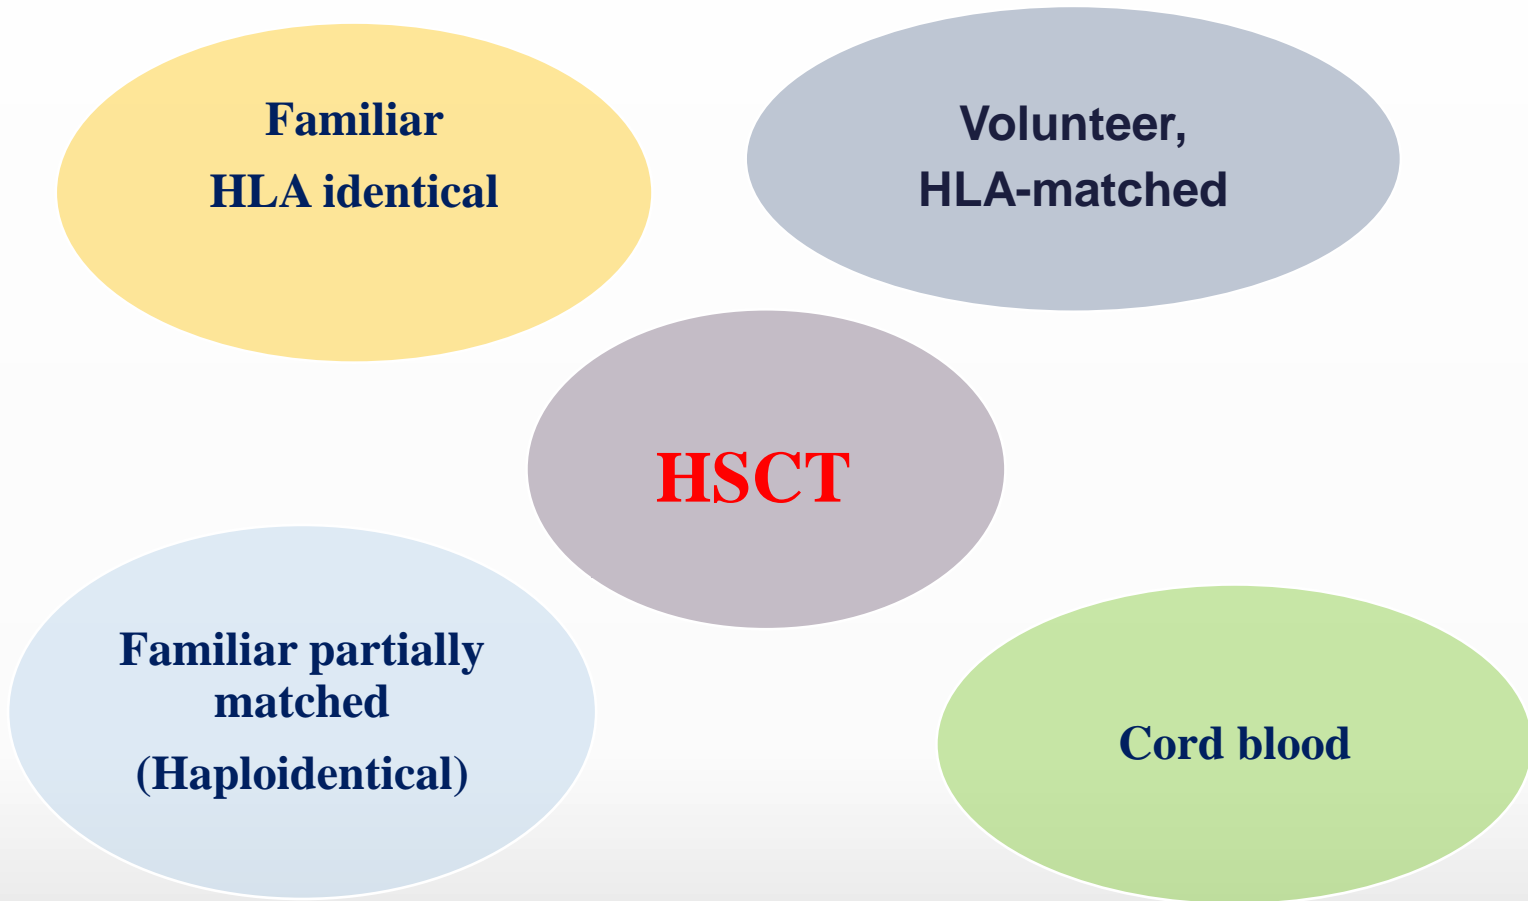 Familiar
HLA identical
Volunteer,
HLA-matched
HSCT
Familiar partially
matched
(Haploidentical)
Cord blood